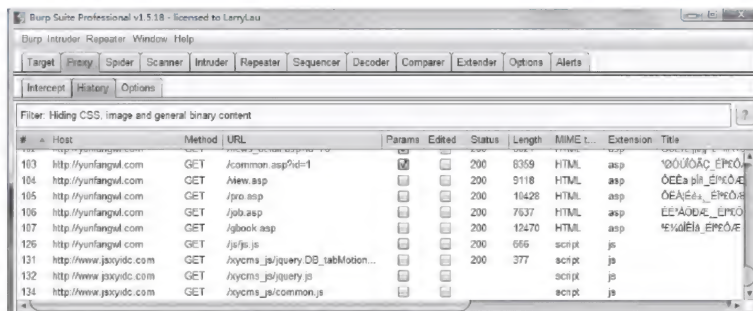 Burp Suite Professional v1.5.18 - licensed to LarryLau
Burp Intruder Repeater Window Help
Target Proxy Spider Scanner Intruder Repeater Sequencer Decoder Comparer Extender Options Alerts
Intercept History Options
Filter: Hiding CSS, image and general binary content ?
# Host Method URL Params Edited Status Length MIME t... Extension Title
103 http://yunfangwl.com GET /common.asp?id=1 200 8359 HTML asp
104 http://yunfangwl.com GET /view.asp 200 9118 HTML asp
105 http://yunfangwl.com GET /pro.asp 200 10428 HTML asp
106 http://yunfangwl.com GET /job.asp 200 7637 HTML asp
107 http://yunfangwl.com GET /gbook.asp 200 12470 HTML asp
126 http://yunfangwl.com GET /js/js.js 200 666 script js
131 http://www.jsxyidc.com GET /xycms_js/jquery.DB_tabMotion... 200 377 script js
132 http://www.jsxyidc.com GET /xycms_js/jquery.js script js
134 http://www.jsxyidc.com GET /xycms_js/common.js script js